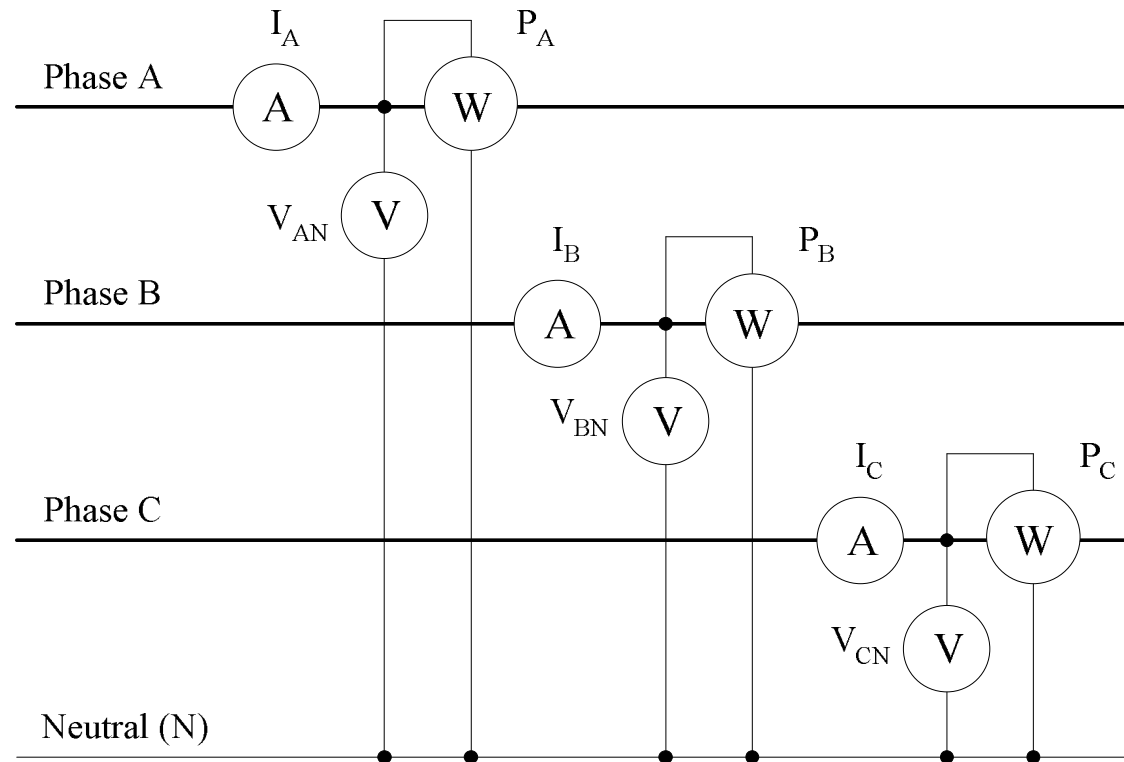 I_A P_A
Phase A
A W
V_AN V
I_B P_B
Phase B
A W
V_BN V
I_C P_C
Phase C
A W
V_CN V
Neutral (N)